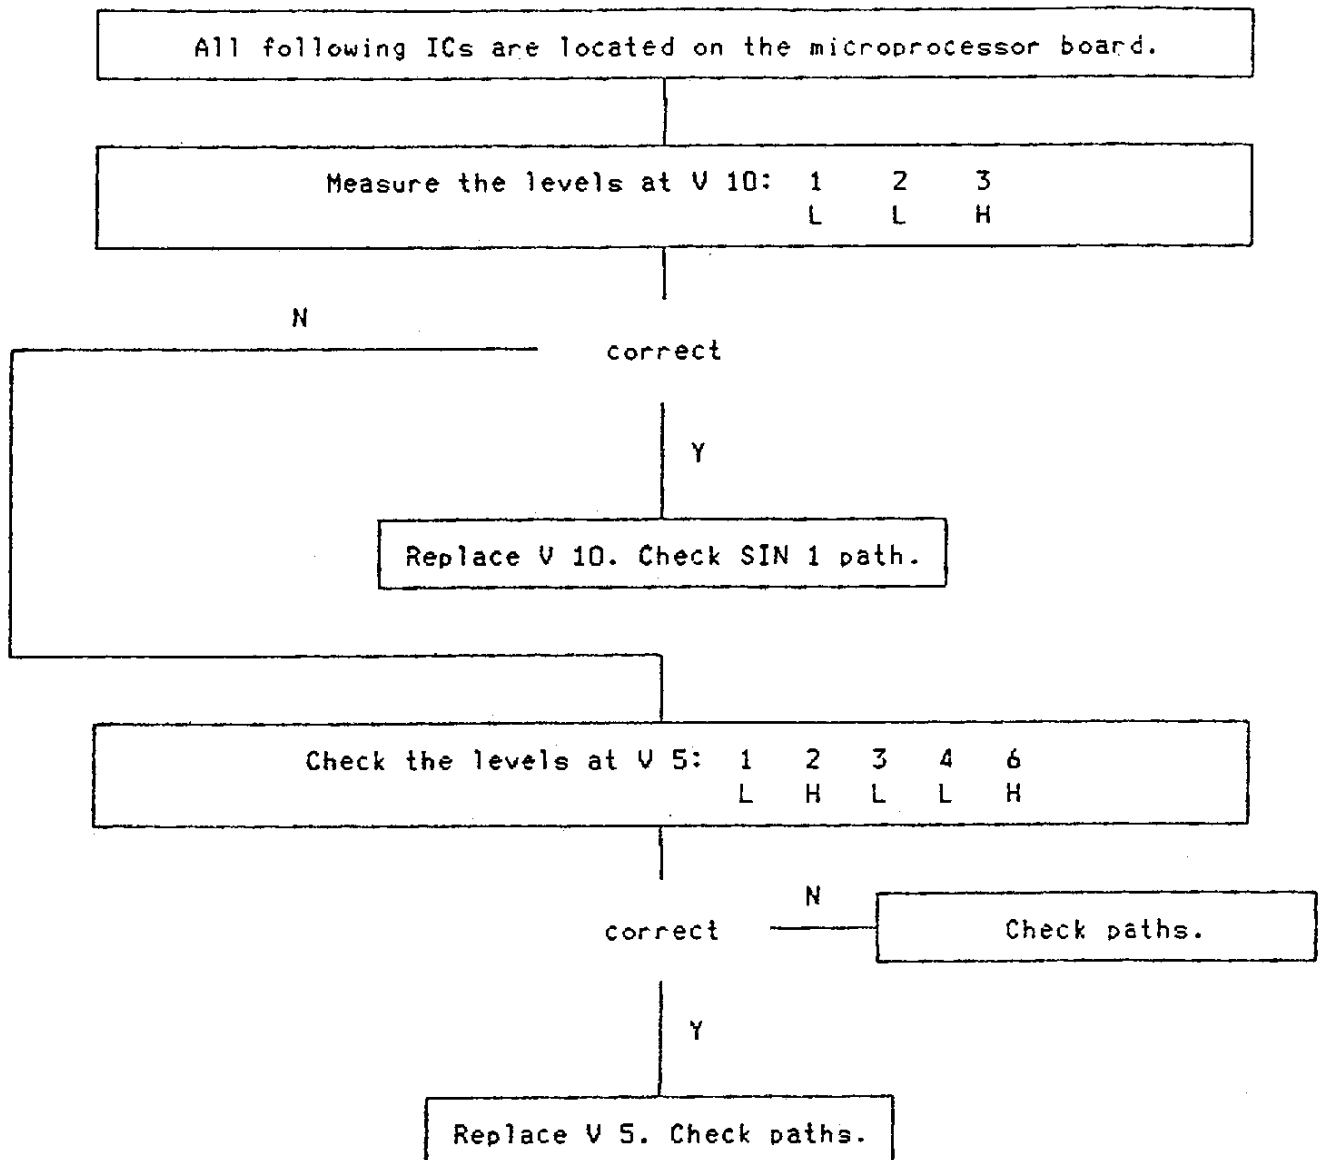 All following ICs are located on the microprocessor board.
Measure the levels at V 10: 1 2 3
L L H
N
correct
Y
Replace V 10. Check SIN 1 path.
Check the levels at V 5: 1 2 3 4 6
L H L L H
N
correct
Check paths.
Y
Replace V 5. Check paths.